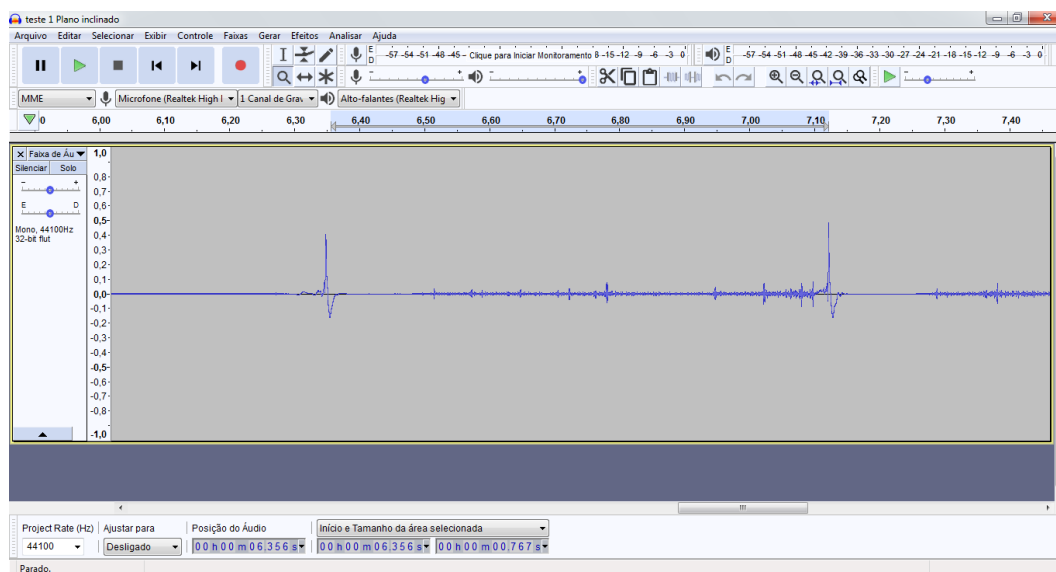 teste 1 Plano inclinado
Arquivo Editar Selecionar Exibir Controle Faixas Gerar Efeitos Analisar Ajuda
E D -57 -54 -51 -48 -45 – Clique para Iniciar Monitoramento 8 -15 -12 -9 -6 -3 0
E D -57 -54 -51 -48 -45 -42 -39 -36 -33 -30 -27 -24 -21 -18 -15 -12 -9 -6 -3 0
MME Microfone (Realtek High I 1 Canal de Grav Alto-falantes (Realtek Hig
0 6,00 6,10 6,20 6,30 6,40 6,50 6,60 6,70 6,80 6,90 7,00 7,10 7,20 7,30 7,40
Faixa de Áu
Silenciar Solo
- +
E D
Mono, 44100Hz
32-bit flut
1,0
0,8
0,7
0,6
0,5
0,4
0,3
0,2
0,1
0,0
-0,1
-0,2
-0,3
-0,4
-0,5
-0,6
-0,7
-0,8
-1,0
Project Rate (Hz) Ajustar para Posição do Áudio Início e Tamanho da área selecionada
44100 Desligado 00 h 00 m 06,356 s 00 h 00 m 06,356 s 00 h 00 m 00,767 s
Parado.